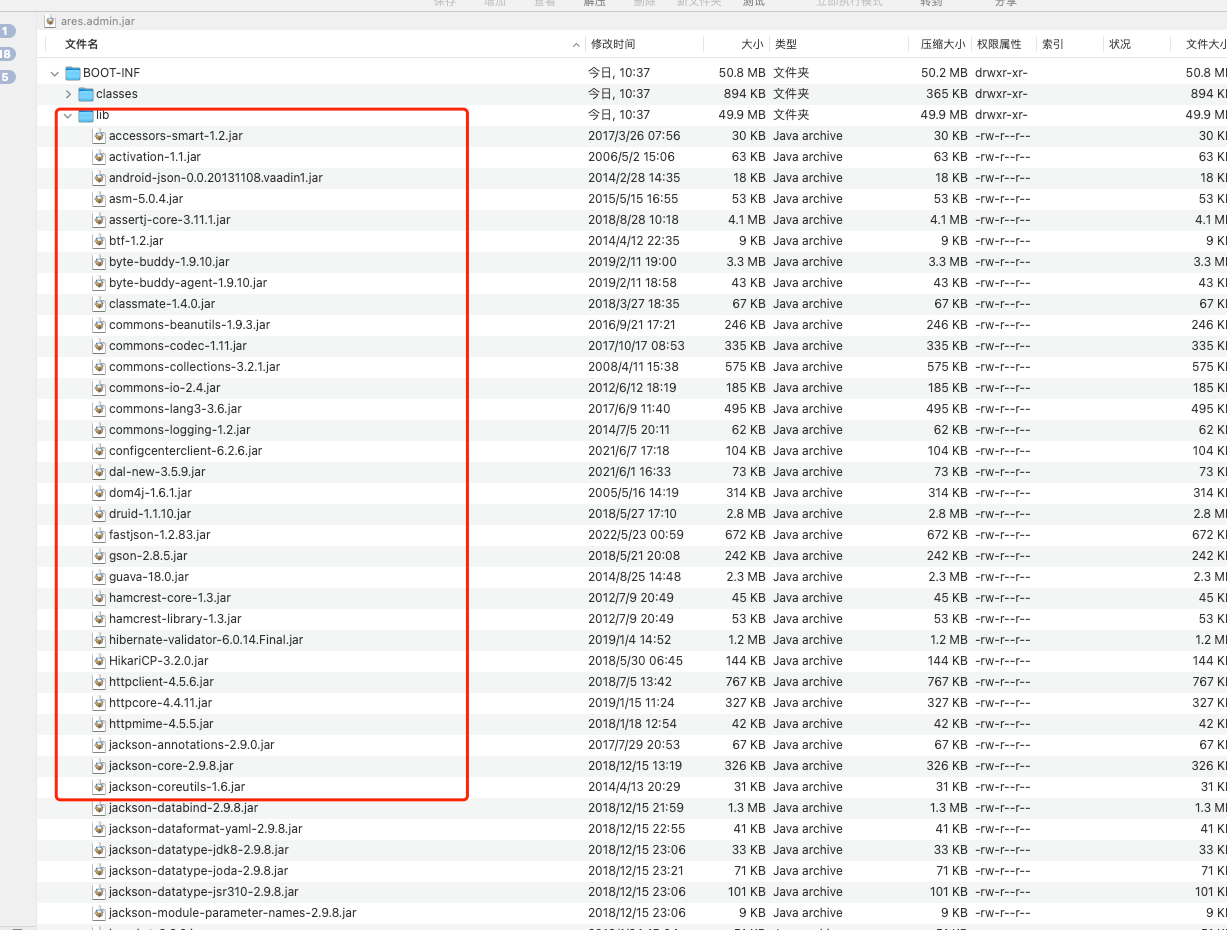 保存 增加 查看 解压 删除 新文件夹 测试 立即执行模式 转到 分享
ares.admin.jar
文件名 修改时间 大小 类型 压缩大小 权限属性 索引 状况 文件大小
1
18
5
BOOT-INF 今日, 10:37 50.8 MB 文件夹 50.2 MB drwxr-xr- 50.8 M
classes 今日, 10:37 894 KB 文件夹 365 KB drwxr-xr- 894 K
lib 今日, 10:37 49.9 MB 文件夹 49.9 MB drwxr-xr- 49.9 M
accessors-smart-1.2.jar 2017/3/26 07:56 30 KB Java archive 30 KB -rw-r--r-- 30 K
activation-1.1.jar 2006/5/2 15:06 63 KB Java archive 63 KB -rw-r--r-- 63 K
android-json-0.0.20131108.vaadin1.jar 2014/2/28 14:35 18 KB Java archive 18 KB -rw-r--r-- 18 K
asm-5.0.4.jar 2015/5/15 16:55 53 KB Java archive 53 KB -rw-r--r-- 53 K
assertj-core-3.11.1.jar 2018/8/28 10:18 4.1 MB Java archive 4.1 MB -rw-r--r-- 4.1 M
btf-1.2.jar 2014/4/12 22:35 9 KB Java archive 9 KB -rw-r--r-- 9 K
byte-buddy-1.9.10.jar 2019/2/11 19:00 3.3 MB Java archive 3.3 MB -rw-r--r-- 3.3 M
byte-buddy-agent-1.9.10.jar 2019/2/11 18:58 43 KB Java archive 43 KB -rw-r--r-- 43 K
classmate-1.4.0.jar 2018/3/27 18:35 67 KB Java archive 67 KB -rw-r--r-- 67 K
commons-beanutils-1.9.3.jar 2016/9/21 17:21 246 KB Java archive 246 KB -rw-r--r-- 246 K
commons-codec-1.11.jar 2017/10/17 08:53 335 KB Java archive 335 KB -rw-r--r-- 335 K
commons-collections-3.2.1.jar 2008/4/11 15:38 575 KB Java archive 575 KB -rw-r--r-- 575 K
commons-io-2.4.jar 2012/6/12 18:19 185 KB Java archive 185 KB -rw-r--r-- 185 K
commons-lang3-3.6.jar 2017/6/9 11:40 495 KB Java archive 495 KB -rw-r--r-- 495 K
commons-logging-1.2.jar 2014/7/5 20:11 62 KB Java archive 62 KB -rw-r--r-- 62 K
configcenterclient-6.2.6.jar 2021/6/7 17:18 104 KB Java archive 104 KB -rw-r--r-- 104 K
dal-new-3.5.9.jar 2021/6/1 16:33 73 KB Java archive 73 KB -rw-r--r-- 73 K
dom4j-1.6.1.jar 2005/5/16 14:19 314 KB Java archive 314 KB -rw-r--r-- 314 K
druid-1.1.10.jar 2018/5/27 17:10 2.8 MB Java archive 2.8 MB -rw-r--r-- 2.8 M
fastjson-1.2.83.jar 2022/5/23 00:59 672 KB Java archive 672 KB -rw-r--r-- 672 K
gson-2.8.5.jar 2018/5/21 20:08 242 KB Java archive 242 KB -rw-r--r-- 242 K
guava-18.0.jar 2014/8/25 14:48 2.3 MB Java archive 2.3 MB -rw-r--r-- 2.3 M
hamcrest-core-1.3.jar 2012/7/9 20:49 45 KB Java archive 45 KB -rw-r--r-- 45 K
hamcrest-library-1.3.jar 2012/7/9 20:49 53 KB Java archive 53 KB -rw-r--r-- 53 K
hibernate-validator-6.0.14.Final.jar 2019/1/4 14:52 1.2 MB Java archive 1.2 MB -rw-r--r-- 1.2 M
HikariCP-3.2.0.jar 2018/5/30 06:45 144 KB Java archive 144 KB -rw-r--r-- 144 K
httpclient-4.5.6.jar 2018/7/5 13:42 767 KB Java archive 767 KB -rw-r--r-- 767 K
httpcore-4.4.11.jar 2019/1/15 11:24 327 KB Java archive 327 KB -rw-r--r-- 327 K
httpmime-4.5.5.jar 2018/1/18 12:54 42 KB Java archive 42 KB -rw-r--r-- 42 K
jackson-annotations-2.9.0.jar 2017/7/29 20:53 67 KB Java archive 67 KB -rw-r--r-- 67 K
jackson-core-2.9.8.jar 2018/12/15 13:19 326 KB Java archive 326 KB -rw-r--r-- 326 K
jackson-coreutils-1.6.jar 2014/4/13 20:29 31 KB Java archive 31 KB -rw-r--r-- 31 K
jackson-databind-2.9.8.jar 2018/12/15 21:59 1.3 MB Java archive 1.3 MB -rw-r--r-- 1.3 M
jackson-dataformat-yaml-2.9.8.jar 2018/12/15 22:55 41 KB Java archive 41 KB -rw-r--r-- 41 K
jackson-datatype-jdk8-2.9.8.jar 2018/12/15 23:06 33 KB Java archive 33 KB -rw-r--r-- 33 K
jackson-datatype-joda-2.9.8.jar 2018/12/15 23:21 71 KB Java archive 71 KB -rw-r--r-- 71 K
jackson-datatype-jsr310-2.9.8.jar 2018/12/15 23:06 101 KB Java archive 101 KB -rw-r--r-- 101 K
jackson-module-parameter-names-2.9.8.jar 2018/12/15 23:06 9 KB Java archive 9 KB -rw-r--r-- 9 K